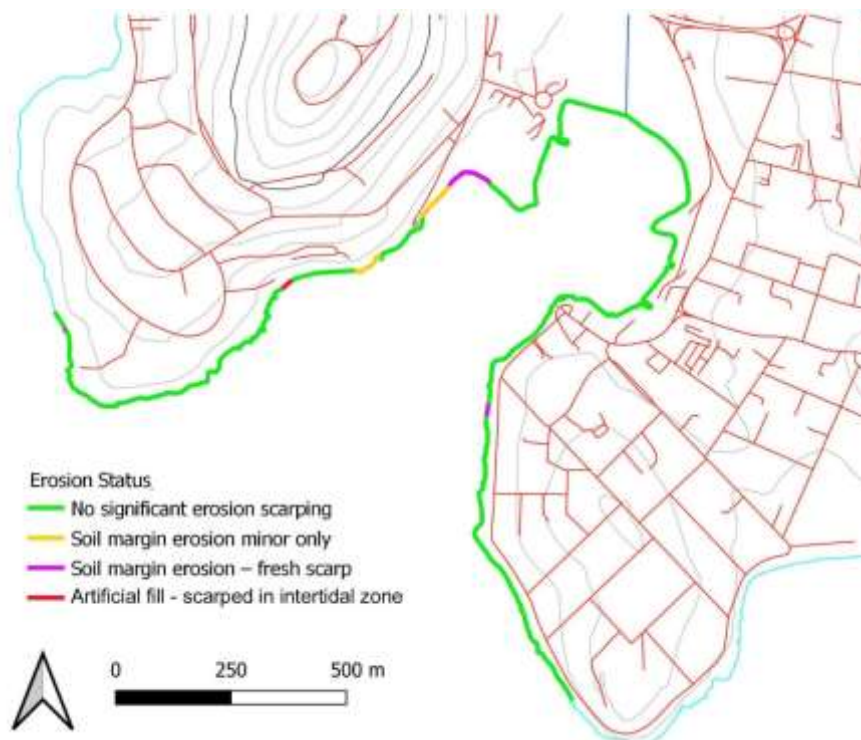 Erosion Status
No significant erosion scarping
Soil margin erosion minor only
Soil margin erosion – fresh scarp
Artificial fill - scarped in intertidal zone
0 250 500 m